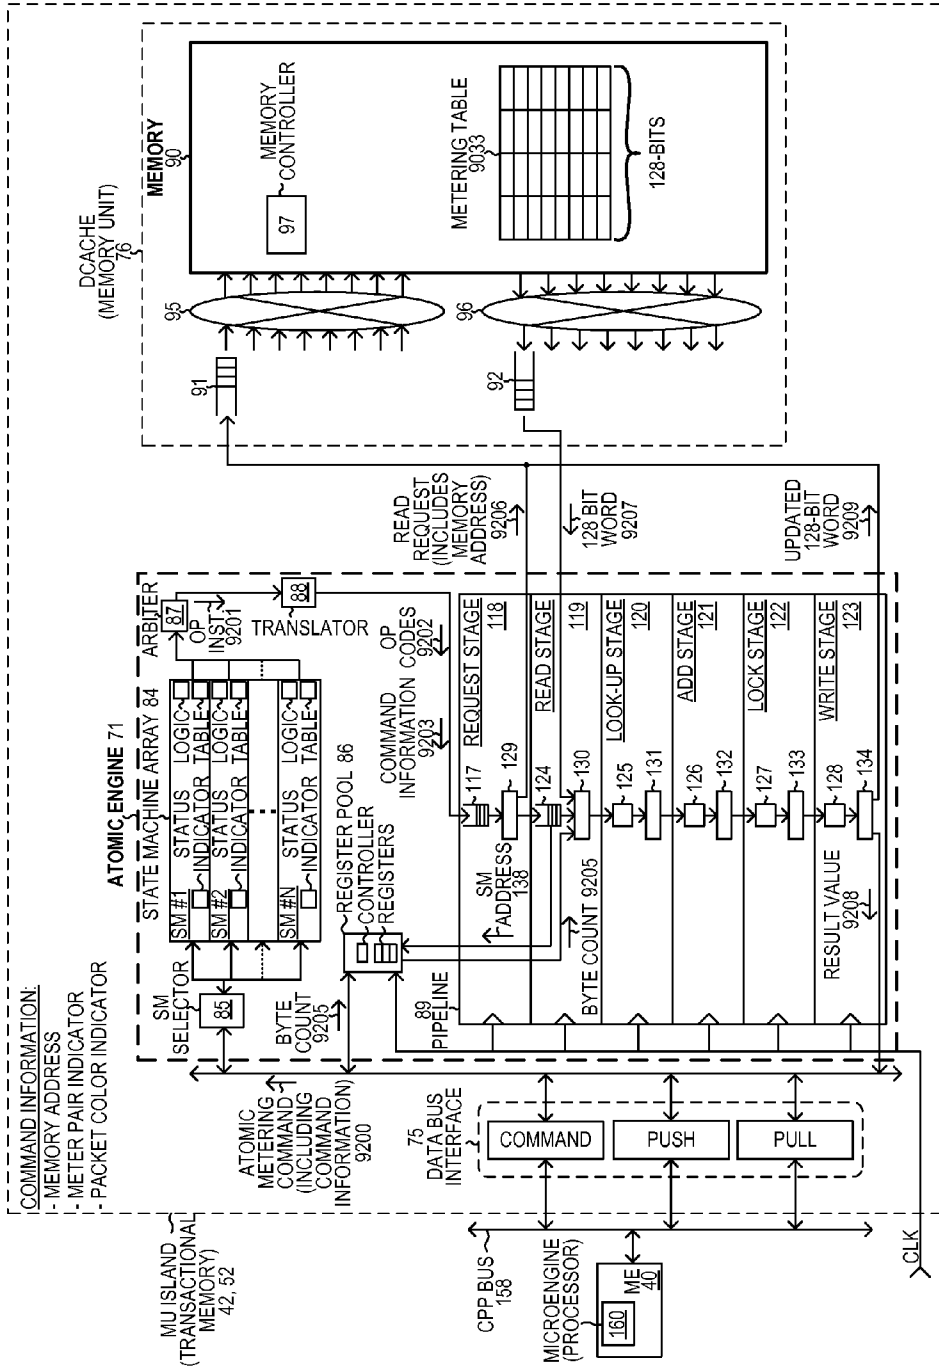 COMMAND INFORMATION:
- MEMORY ADDRESS
- METER PAIR INDICATOR
- PACKET COLOR INDICATOR
MU ISLAND
(TRANSACTIONAL
MEMORY)
42, 52
ATOMIC
METERING
COMMAND
(INCLUDING
COMMAND
INFORMATION)
9200
75
DATA BUS
INTERFACE
COMMAND
PUSH
PULL
CPP BUS
158
MICROENGINE
(PROCESSOR)
ME
40
160
CLK
ATOMIC ENGINE 71
STATE MACHINE ARRAY 84
SM
SELECTOR
85
SM #1
STATUS
LOGIC
INDICATOR
TABLE
SM #2
STATUS
LOGIC
INDICATOR
TABLE
SM #N
STATUS
LOGIC
INDICATOR
TABLE
ARBITER
87
OP
INST.
9201
88
TRANSLATOR
BYTE
COUNT
9205
REGISTER POOL 86
CONTROLLER
REGISTERS
COMMAND
INFORMATION
9203
OP
CODES
9202
89
PIPELINE
SM
ADDRESS
138
BYTE COUNT 9205
RESULT VALUE
9208
117
129
REQUEST STAGE
118
124
130
READ STAGE
119
125
131
LOOK-UP STAGE
120
126
132
ADD STAGE
121
127
133
LOCK STAGE
122
128
134
WRITE STAGE
123
READ
REQUEST
(INCLUDES
MEMORY
ADDRESS)
9206
128 BIT
WORD
9207
UPDATED
128-BIT
WORD
9209
DCACHE
(MEMORY UNIT)
76
91
95
92
96
MEMORY
90
97
MEMORY
CONTROLLER
METERING TABLE
9033
128-BITS